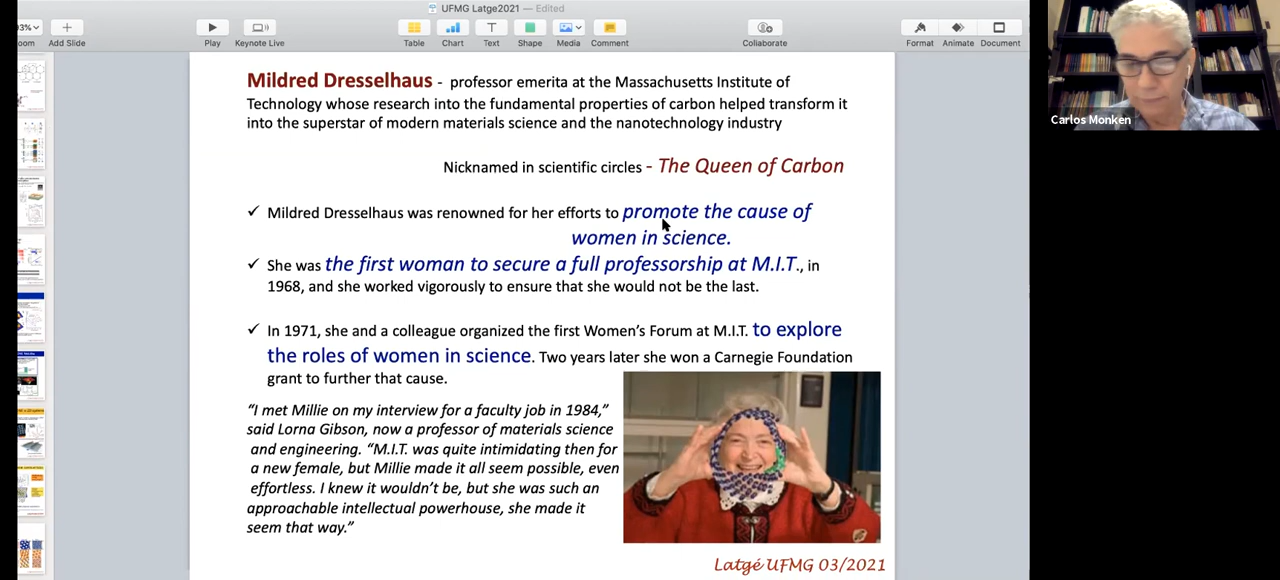 UFMG Latge2021 — Edited
93%
oom
Add Slide
Play
Keynote Live
Table
Chart
Text
Shape
Media
Comment
Collaborate
Format
Animate
Document
Mildred Dresselhaus - professor emerita at the Massachusetts Institute of
Technology whose research into the fundamental properties of carbon helped transform it
into the superstar of modern materials science and the nanotechnology industry
Nicknamed in scientific circles - The Queen of Carbon
✓ Mildred Dresselhaus was renowned for her efforts to promote the cause of
women in science.
✓ She was the first woman to secure a full professorship at M.I.T., in
1968, and she worked vigorously to ensure that she would not be the last.
✓ In 1971, she and a colleague organized the first Women’s Forum at M.I.T. to explore
the roles of women in science. Two years later she won a Carnegie Foundation
grant to further that cause.
“I met Millie on my interview for a faculty job in 1984,”
said Lorna Gibson, now a professor of materials science
and engineering. “M.I.T. was quite intimidating then for
a new female, but Millie made it all seem possible, even
effortless. I knew it wouldn’t be, but she was such an
approachable intellectual powerhouse, she made it
seem that way.”
Latgé UFMG 03/2021
Carlos Monken